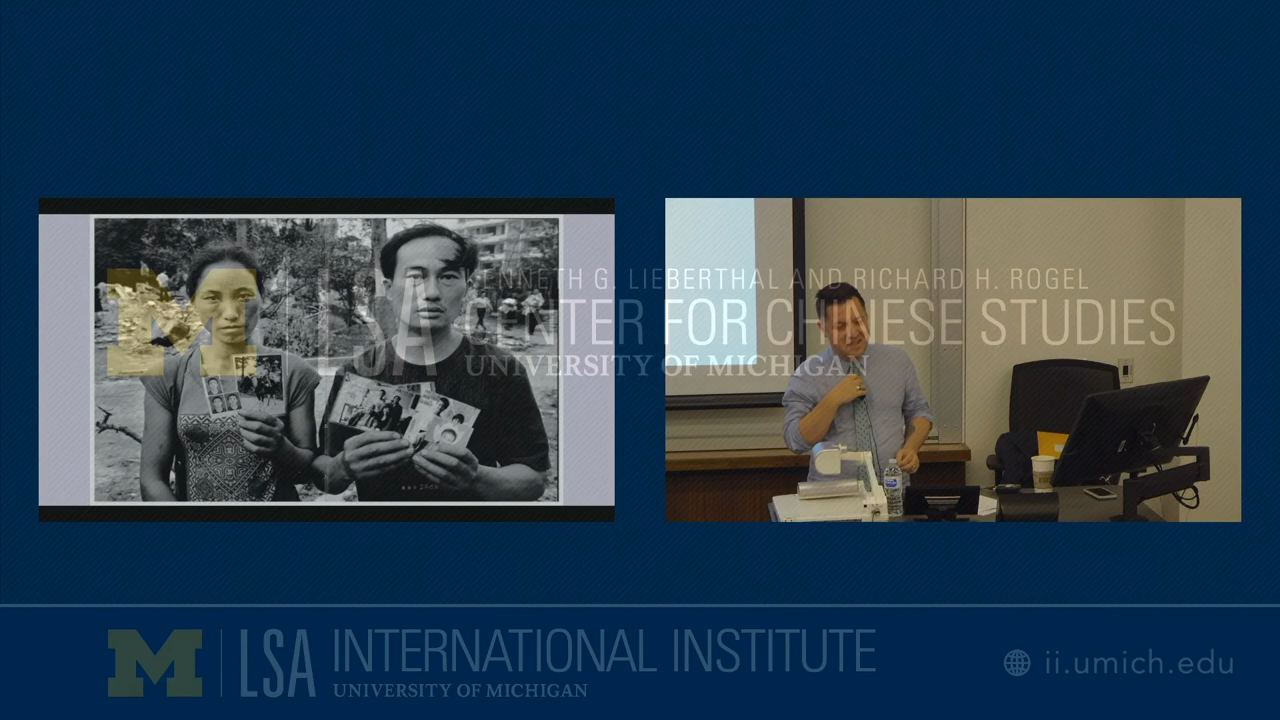 KENNETH G. LIEBERTHAL AND RICHARD H. ROGEL
M LSA CENTER FOR CHINESE STUDIES
UNIVERSITY OF MICHIGAN
M LSA INTERNATIONAL INSTITUTE
UNIVERSITY OF MICHIGAN
ii.umich.edu